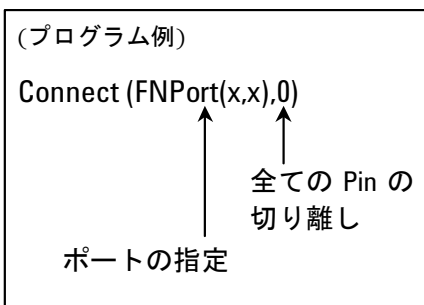 (プログラム例)
Connect (FNPort(x,x),0)
全ての Pin の
切り離し
ポートの指定